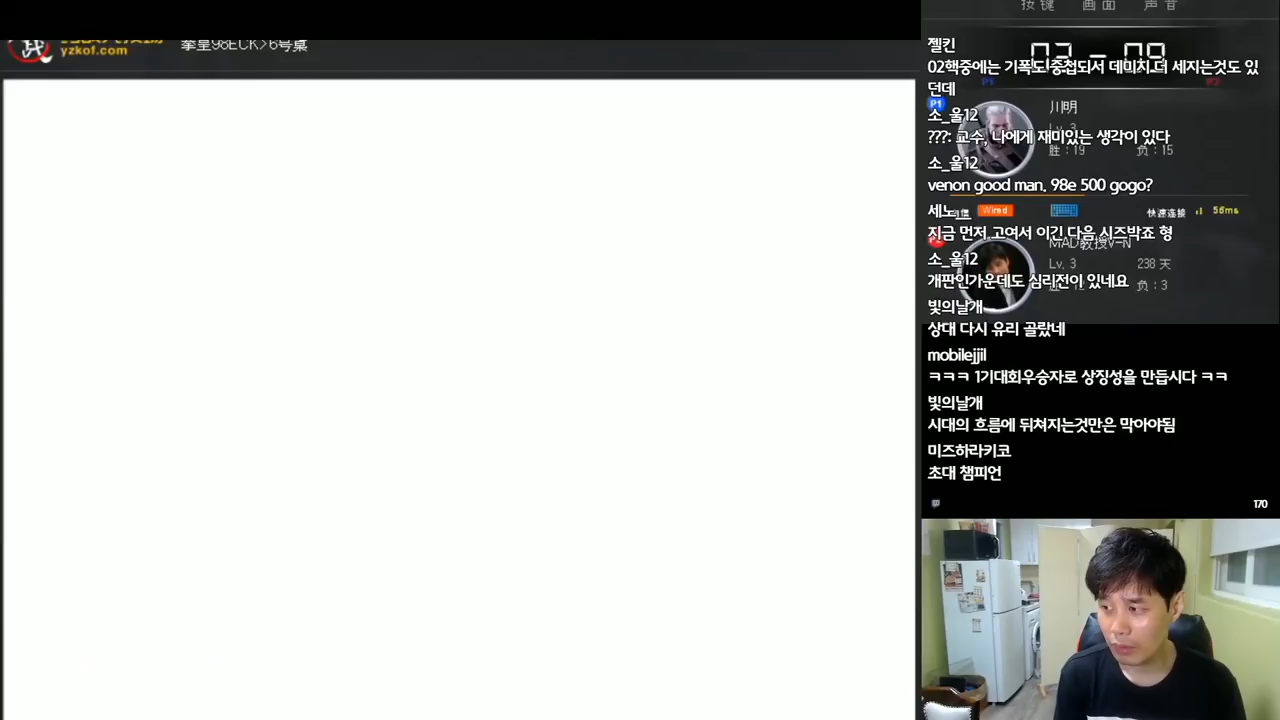 yzkof.com
拳皇98ECK>6号桌
按键 画面 声音
02 - 09
젤킨
02핵중에는 기폭도 중첩되서 데미지 더 세지는것도 있
던데
P1
川明
소_울12
???: 교수, 나에게 재미있는 생각이 있다
胜:19 负:15
소_울12
venon good man. 98e 500 gogo?
Wired 快速连接 56ms
지금 먼저 고여서 이긴 다음 시즈박죠 형
MAD教授V-N
소_울12
Lv. 3 238 天
개판인가운데도 심리전이 있네요
负:3
빛의날개
상대 다시 유리 골랐네
mobilejjil
ㅋㅋㅋ 1기대회우승자로 상징성을 만듭시다 ㅋㅋ
빛의날개
시대의 흐름에 뒤쳐지는것만은 막아야됨
미즈하라키코
초대 챔피언
170